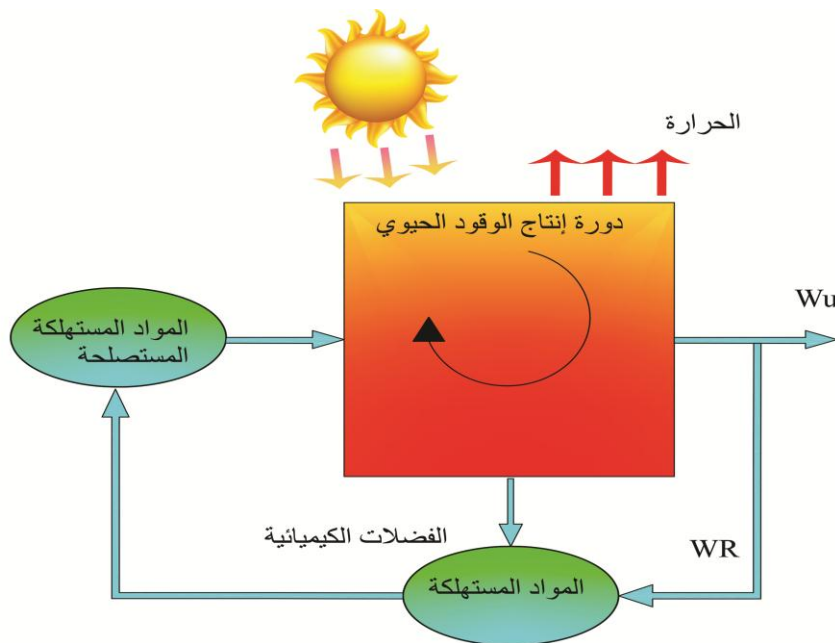 الحرارة
دورة إنتاج الوقود الحيوي
Wu
المواد المستهلكة
المستصلحة
الفضلات الكيميائية
WR
المواد المستهلكة